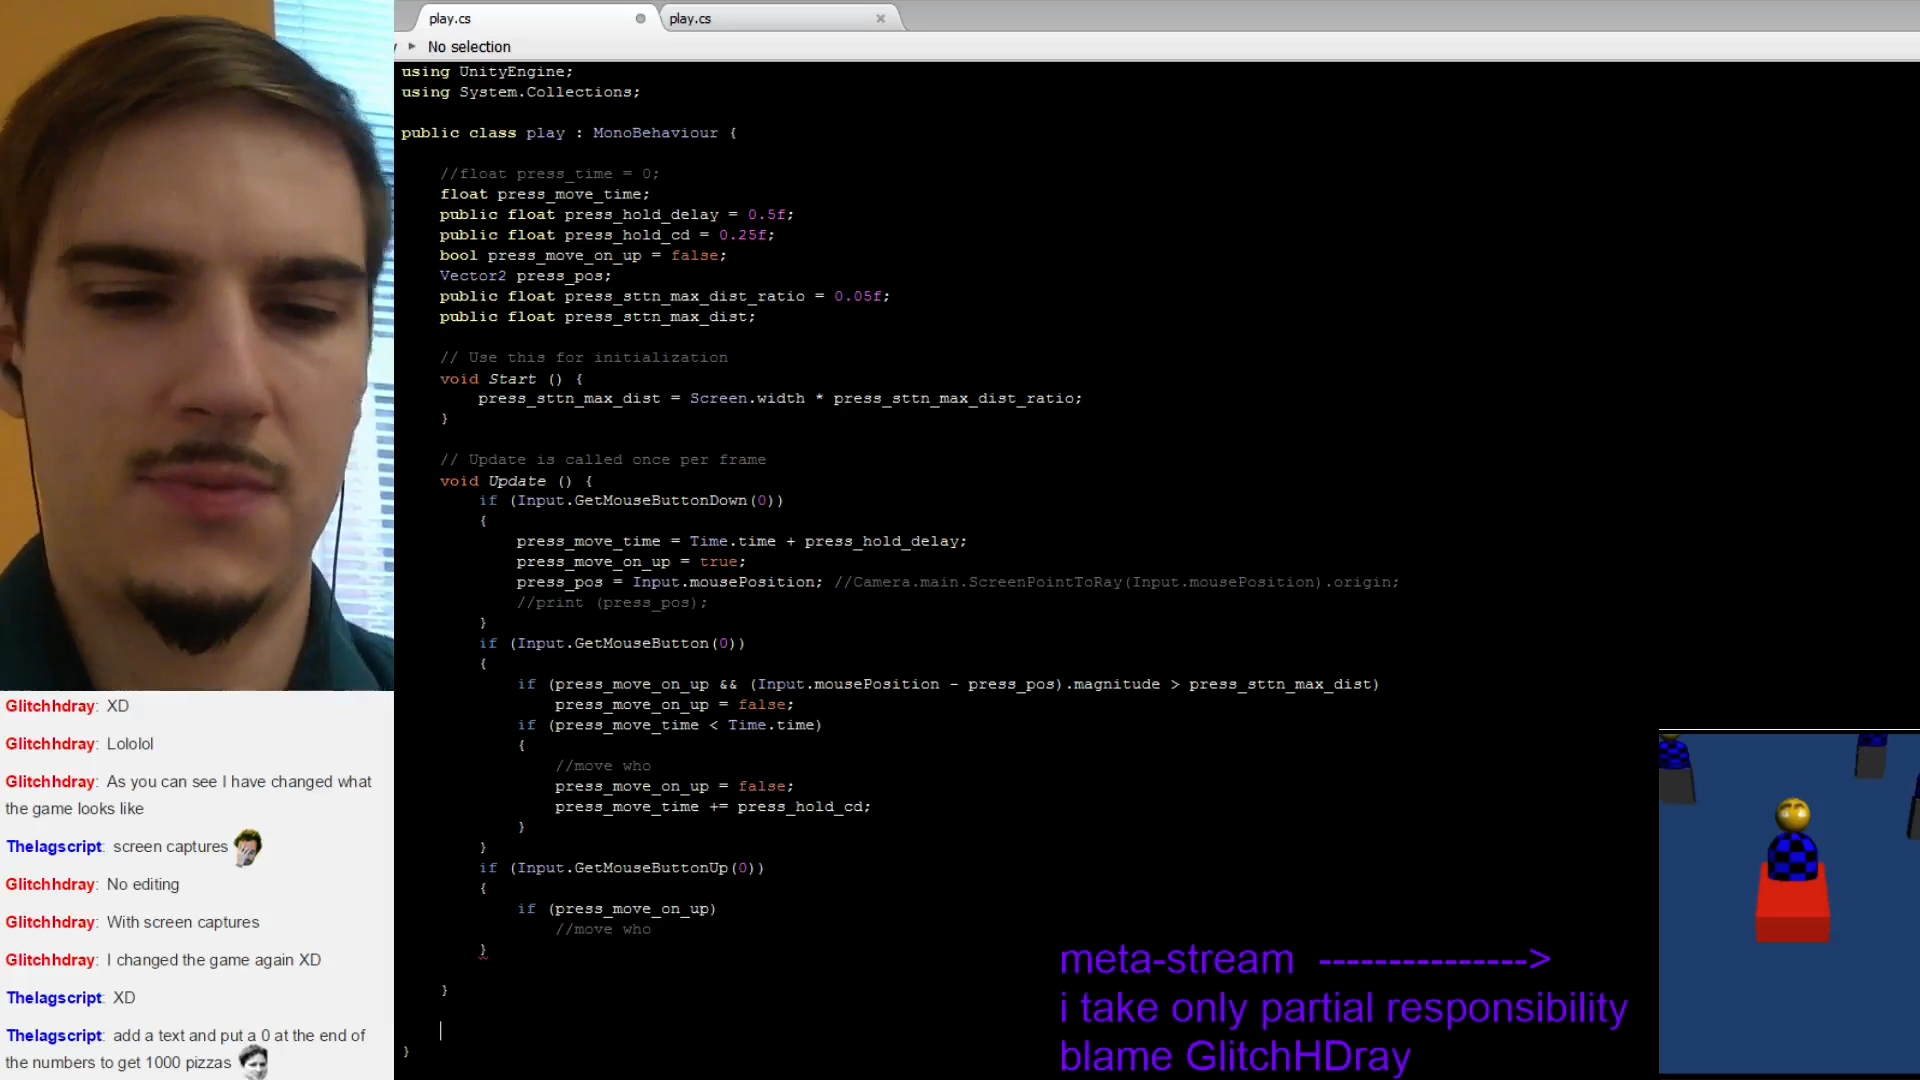 play.cs
play.cs
No selection
using UnityEngine;
using System.Collections;
public class play : MonoBehaviour {
//float press_time = 0;
float press_move_time;
public float press_hold_delay = 0.5f;
public float press_hold_cd = 0.25f;
bool press_move_on_up = false;
Vector2 press_pos;
public float press_sttn_max_dist_ratio = 0.05f;
public float press_sttn_max_dist;
// Use this for initialization
void Start () {
press_sttn_max_dist = Screen.width * press_sttn_max_dist_ratio;
}
// Update is called once per frame
void Update () {
if (Input.GetMouseButtonDown(0))
{
press_move_time = Time.time + press_hold_delay;
press_move_on_up = true;
press_pos = Input.mousePosition; //Camera.main.ScreenPointToRay(Input.mousePosition).origin;
//print (press_pos);
}
if (Input.GetMouseButton(0))
{
if (press_move_on_up && (Input.mousePosition - press_pos).magnitude > press_sttn_max_dist)
press_move_on_up = false;
if (press_move_time < Time.time)
{
//move who
press_move_on_up = false;
press_move_time += press_hold_cd;
}
}
if (Input.GetMouseButtonUp(0))
{
if (press_move_on_up)
//move who
}
}
}
Glitchhdray: XD
Glitchhdray: Lololol
Glitchhdray: As you can see I have changed what
the game looks like
Thelagscript: screen captures
Glitchhdray: No editing
Glitchhdray: With screen captures
Glitchhdray: I changed the game again XD
Thelagscript: XD
Thelagscript: add a text and put a 0 at the end of
the numbers to get 1000 pizzas
meta-stream --------------->
i take only partial responsibility
blame GlitchHDray